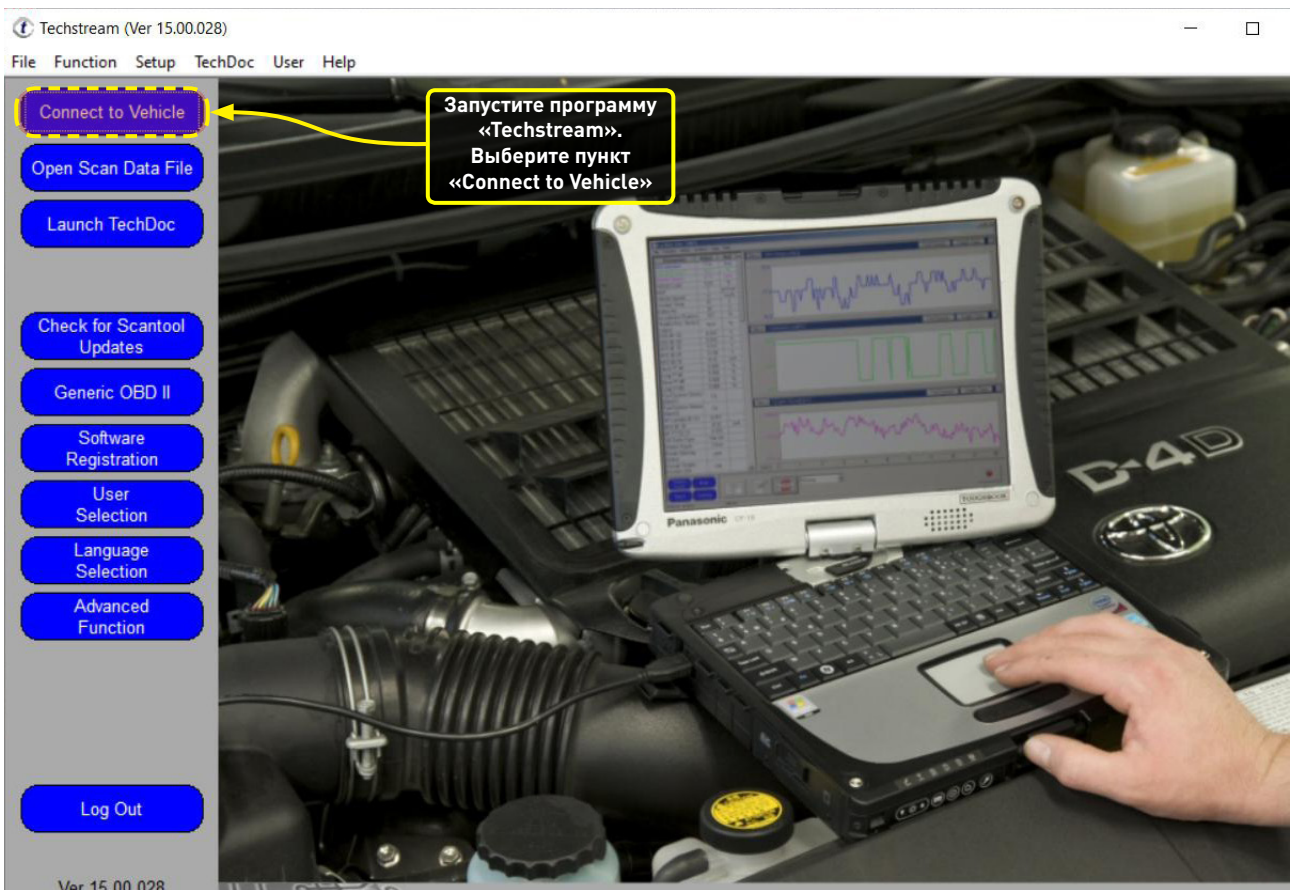 Techstream (Ver 15.00.028)
File Function Setup TechDoc User Help
Connect to Vehicle
Запустите программу
«Techstream».
Выберите пункт
«Connect to Vehicle»
Open Scan Data File
Launch TechDoc
Check for Scantool
Updates
Generic OBD II
Software
Registration
User
Selection
Language
Selection
Advanced
Function
Log Out
Ver 15.00.028
Panasonic
TOUGHBOOK
D-4D